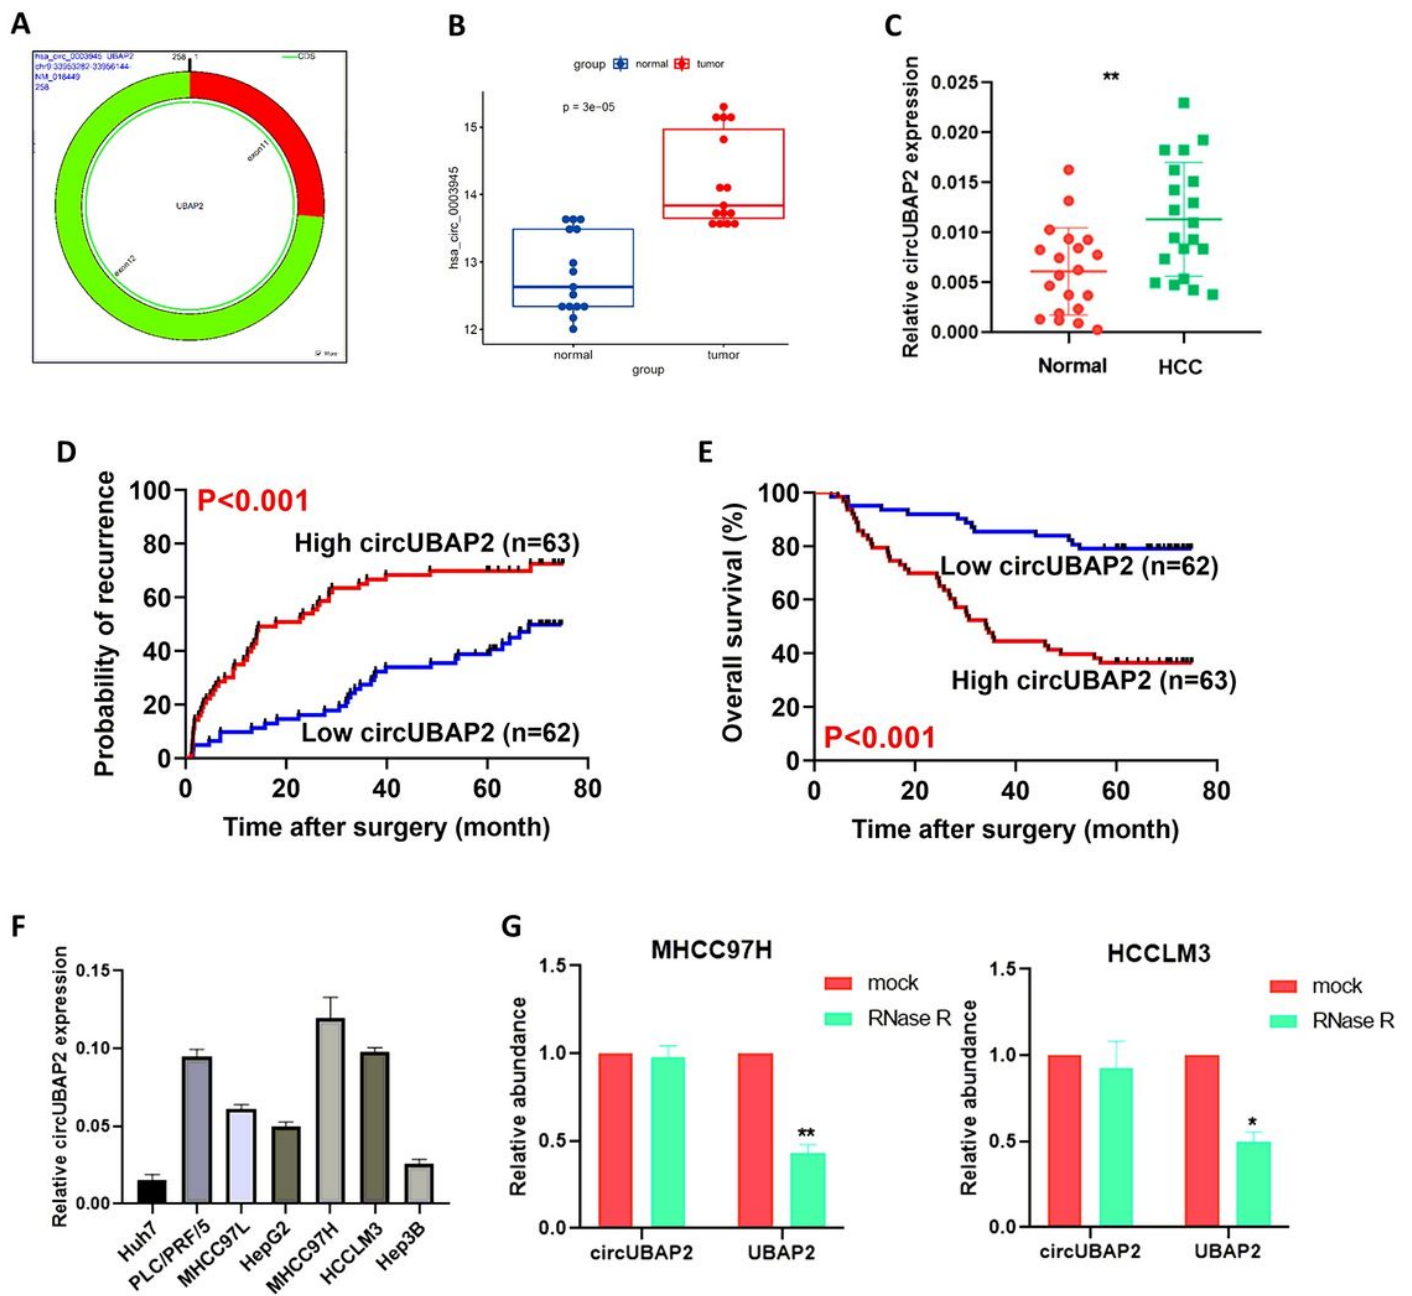 A
hsa_circ_0003945 UBAP2
chr9:33953282-33956144-
NM_018449
258
258 1
CDS
exon11
UBAP2
exon12
B
group normal tumor
p = 3e-05
hsa_circ_0003945
15
14
13
12
normal tumor
group
C
**
Relative circUBAP2 expression
0.025
0.020
0.015
0.010
0.005
0.000
Normal HCC
D
P<0.001
Probability of recurrence
100
80
60
40
20
0
High circUBAP2 (n=63)
Low circUBAP2 (n=62)
0 20 40 60 80
Time after surgery (month)
E
Overall survival (%)
100
80
60
40
20
0
Low circUBAP2 (n=62)
High circUBAP2 (n=63)
P<0.001
0 20 40 60 80
Time after surgery (month)
F
Relative circUBAP2 expression
0.15
0.10
0.05
0.00
Huh7
PLC/PRF/5
MHCC97L
HepG2
MHCC97H
HCCLM3
Hep3B
G
MHCC97H
Relative abundance
1.5
1.0
0.5
0.0
mock
RNase R
**
circUBAP2 UBAP2
HCCLM3
Relative abundance
1.5
1.0
0.5
0.0
mock
RNase R
*
circUBAP2 UBAP2